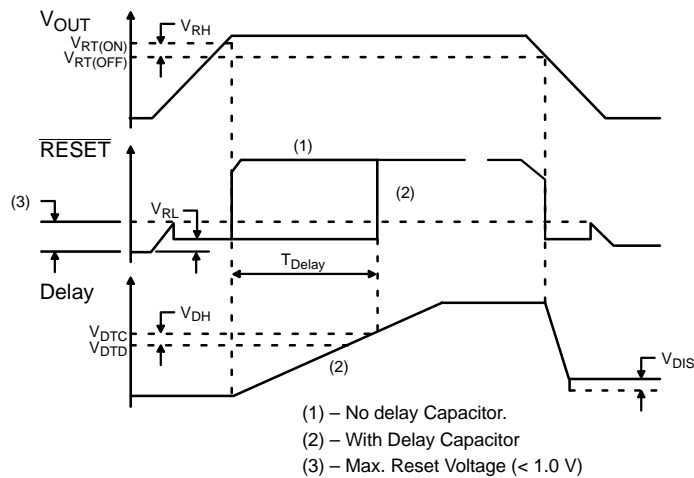 VOUT
VRT(ON)
VRH
VRT(OFF)
RESET
(1)
(3)
VRL
(2)
TDelay
Delay
VDH
VDTC
VDTD
(2)
VDIS
(1) – No delay Capacitor.
(2) – With Delay Capacitor
(3) – Max. Reset Voltage (< 1.0 V)